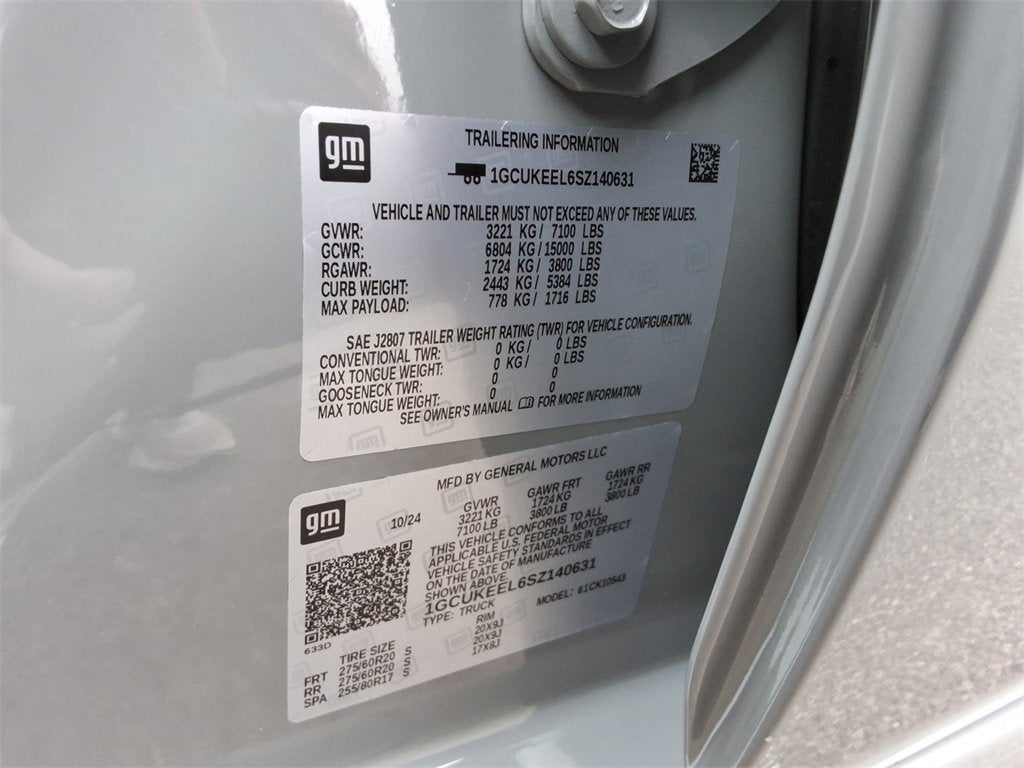 gm
TRAILERING INFORMATION
1GCUKEEL6SZ140631
VEHICLE AND TRAILER MUST NOT EXCEED ANY OF THESE VALUES.
GVWR: 3221 KG / 7100 LBS
GCWR: 6804 KG / 15000 LBS
RGAWR: 1724 KG / 3800 LBS
CURB WEIGHT: 2443 KG / 5384 LBS
MAX PAYLOAD: 778 KG / 1716 LBS
SAE J2807 TRAILER WEIGHT RATING (TWR) FOR VEHICLE CONFIGURATION.
CONVENTIONAL TWR: 0 KG / 0 LBS
MAX TONGUE WEIGHT: 0 KG / 0 LBS
GOOSENECK TWR: 0 0
MAX TONGUE WEIGHT: 0 0
SEE OWNER'S MANUAL FOR MORE INFORMATION
gm
MFD BY GENERAL MOTORS LLC
10/24
GVWR GAWR FRT GAWR RR
3221 KG 1724 KG 1724 KG
7100 LB 3800 LB 3800 LB
THIS VEHICLE CONFORMS TO ALL
APPLICABLE U.S. FEDERAL MOTOR
VEHICLE SAFETY STANDARDS IN EFFECT
ON THE DATE OF MANUFACTURE
SHOWN ABOVE.
1GCUKEEL6SZ140631
TYPE: TRUCK MODEL: 61CK10543
633D
TIRE SIZE RIM
FRT 275/60R20 S 20X9J
RR 275/60R20 S 20X9J
SPA 255/80R17 S 17X8J